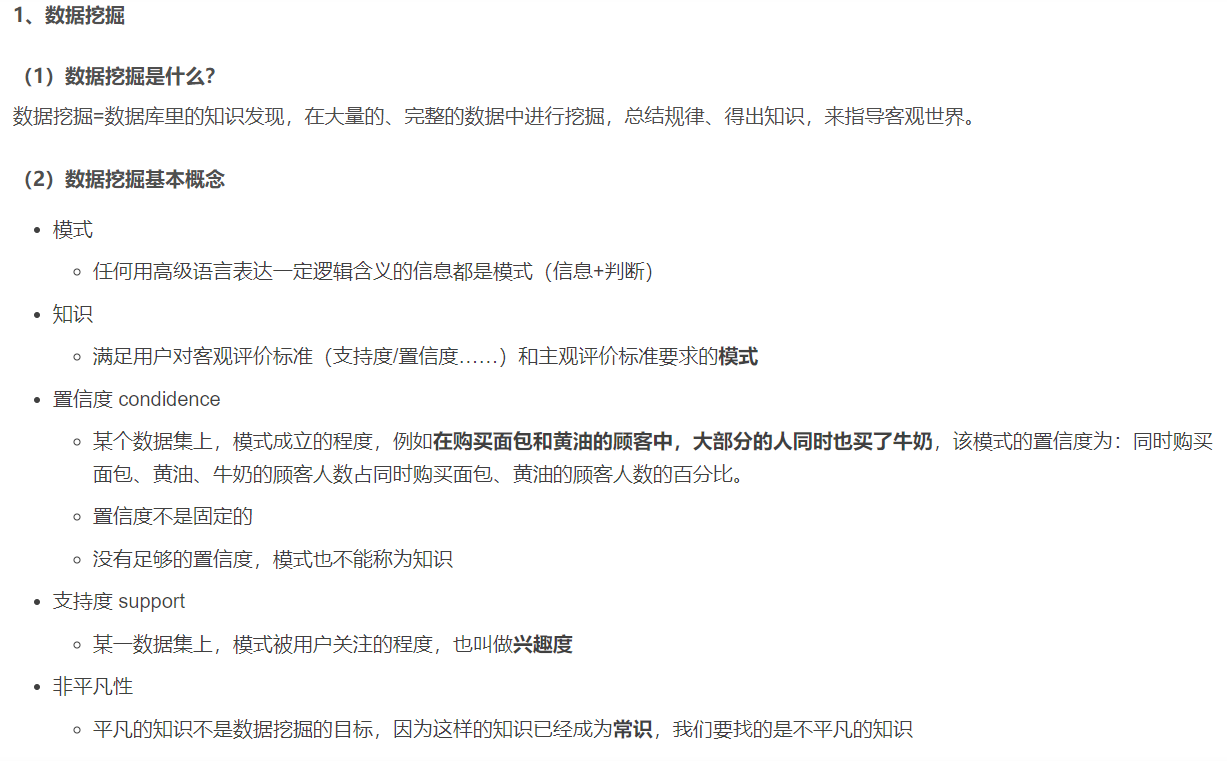 1、数据挖掘
（1）数据挖掘是什么？
数据挖掘=数据库里的知识发现，在大量的、完整的数据中进行挖掘，总结规律、得出知识，来指导客观世界。
（2）数据挖掘基本概念
模式
任何用高级语言表达一定逻辑含义的信息都是模式（信息+判断）
知识
满足用户对客观评价标准（支持度/置信度……）和主观评价标准要求的模式
置信度 condidence
某个数据集上，模式成立的程度，例如在购买面包和黄油的顾客中，大部分的人同时也买了牛奶，该模式的置信度为：同时购买
面包、黄油、牛奶的顾客人数占同时购买面包、黄油的顾客人数的百分比。
置信度不是固定的
没有足够的置信度，模式也不能称为知识
支持度 support
某一数据集上，模式被用户关注的程度，也叫做兴趣度
非平凡性
平凡的知识不是数据挖掘的目标，因为这样的知识已经成为常识，我们要找的是不平凡的知识